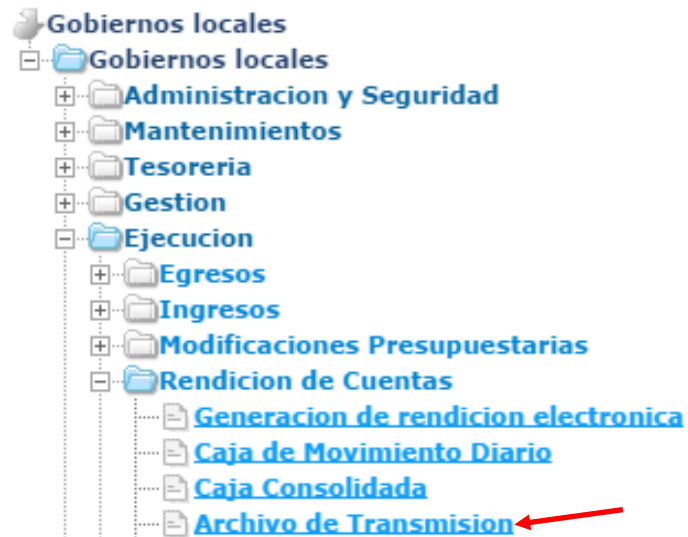 Gobiernos locales
Gobiernos locales
Administracion y Seguridad
Mantenimientos
Tesoreria
Gestion
Ejecucion
Egresos
Ingresos
Modificaciones Presupuestarias
Rendicion de Cuentas
Generacion de rendicion electronica
Caja de Movimiento Diario
Caja Consolidada
Archivo de Transmision